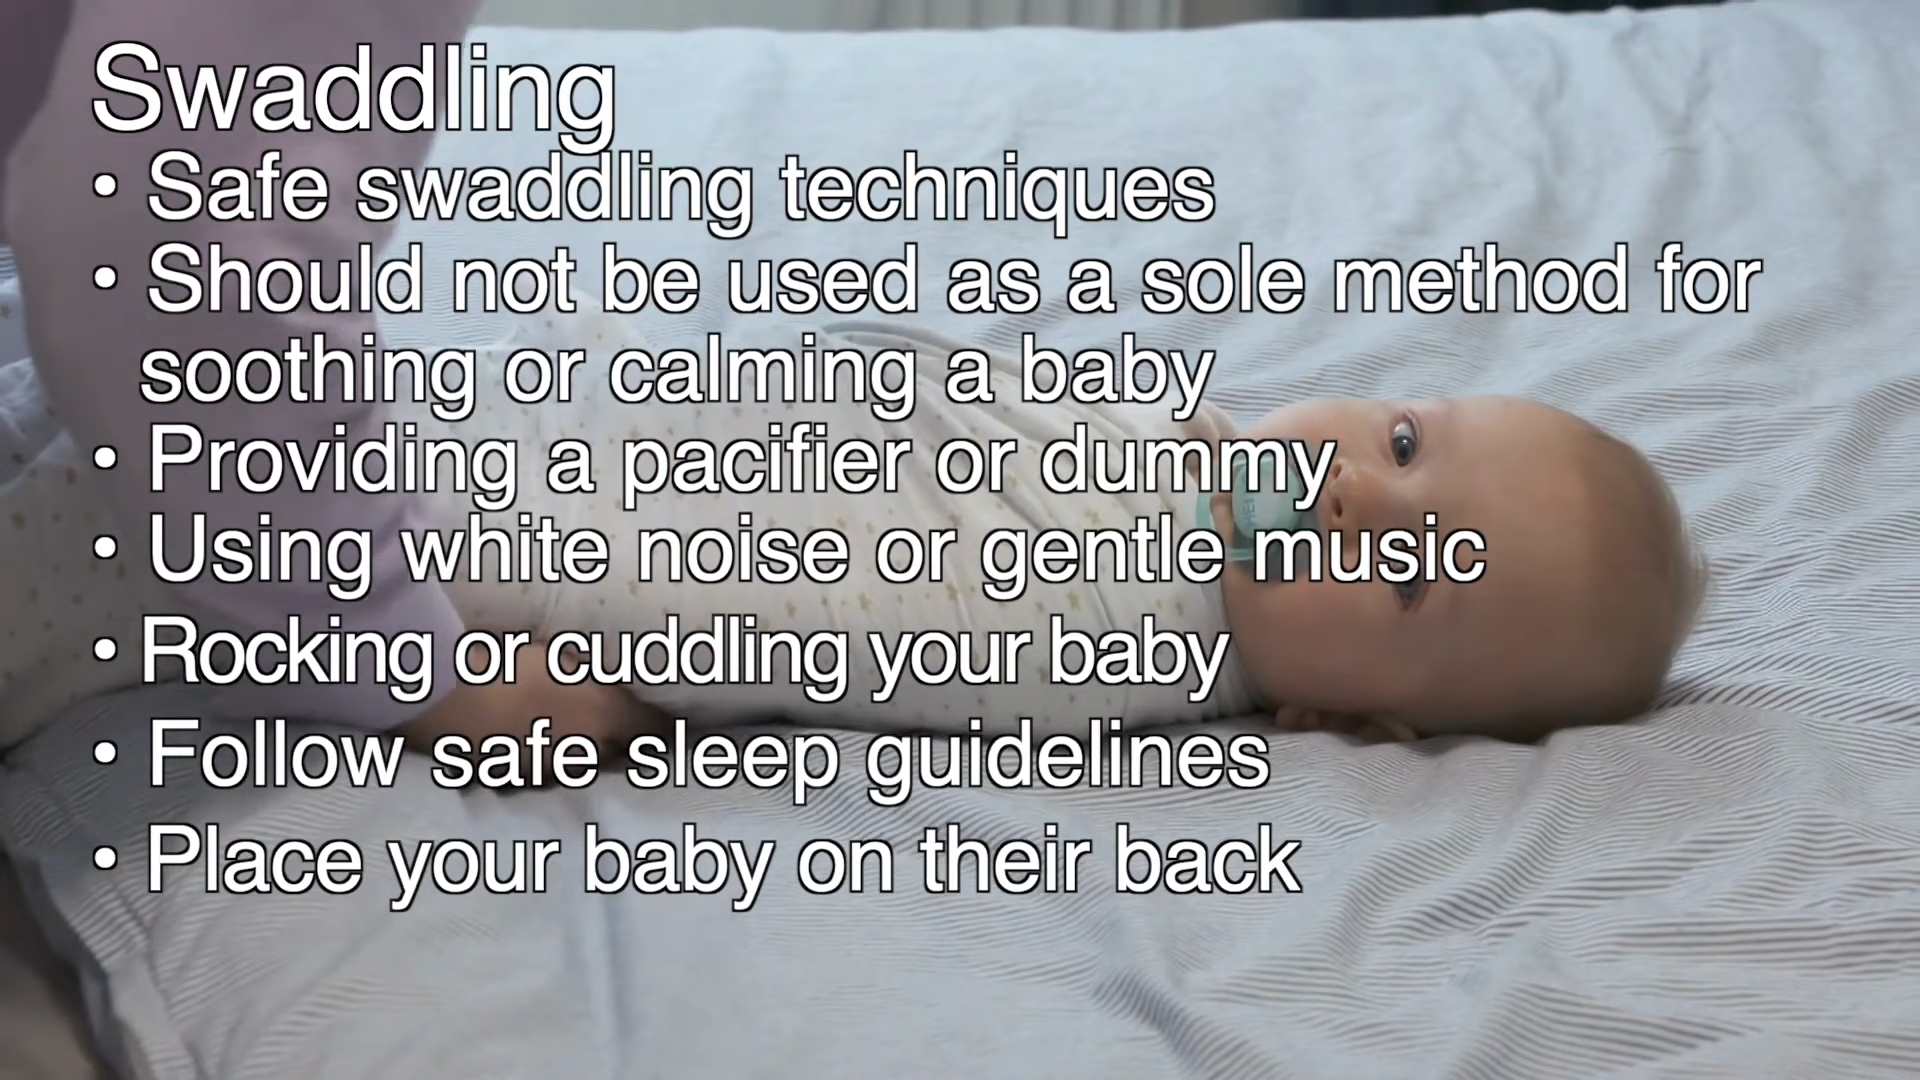 Swaddling
• Safe swaddling techniques
• Should not be used as a sole method for
soothing or calming a baby
• Providing a pacifier or dummy
• Using white noise or gentle music
• Rocking or cuddling your baby
• Follow safe sleep guidelines
• Place your baby on their back